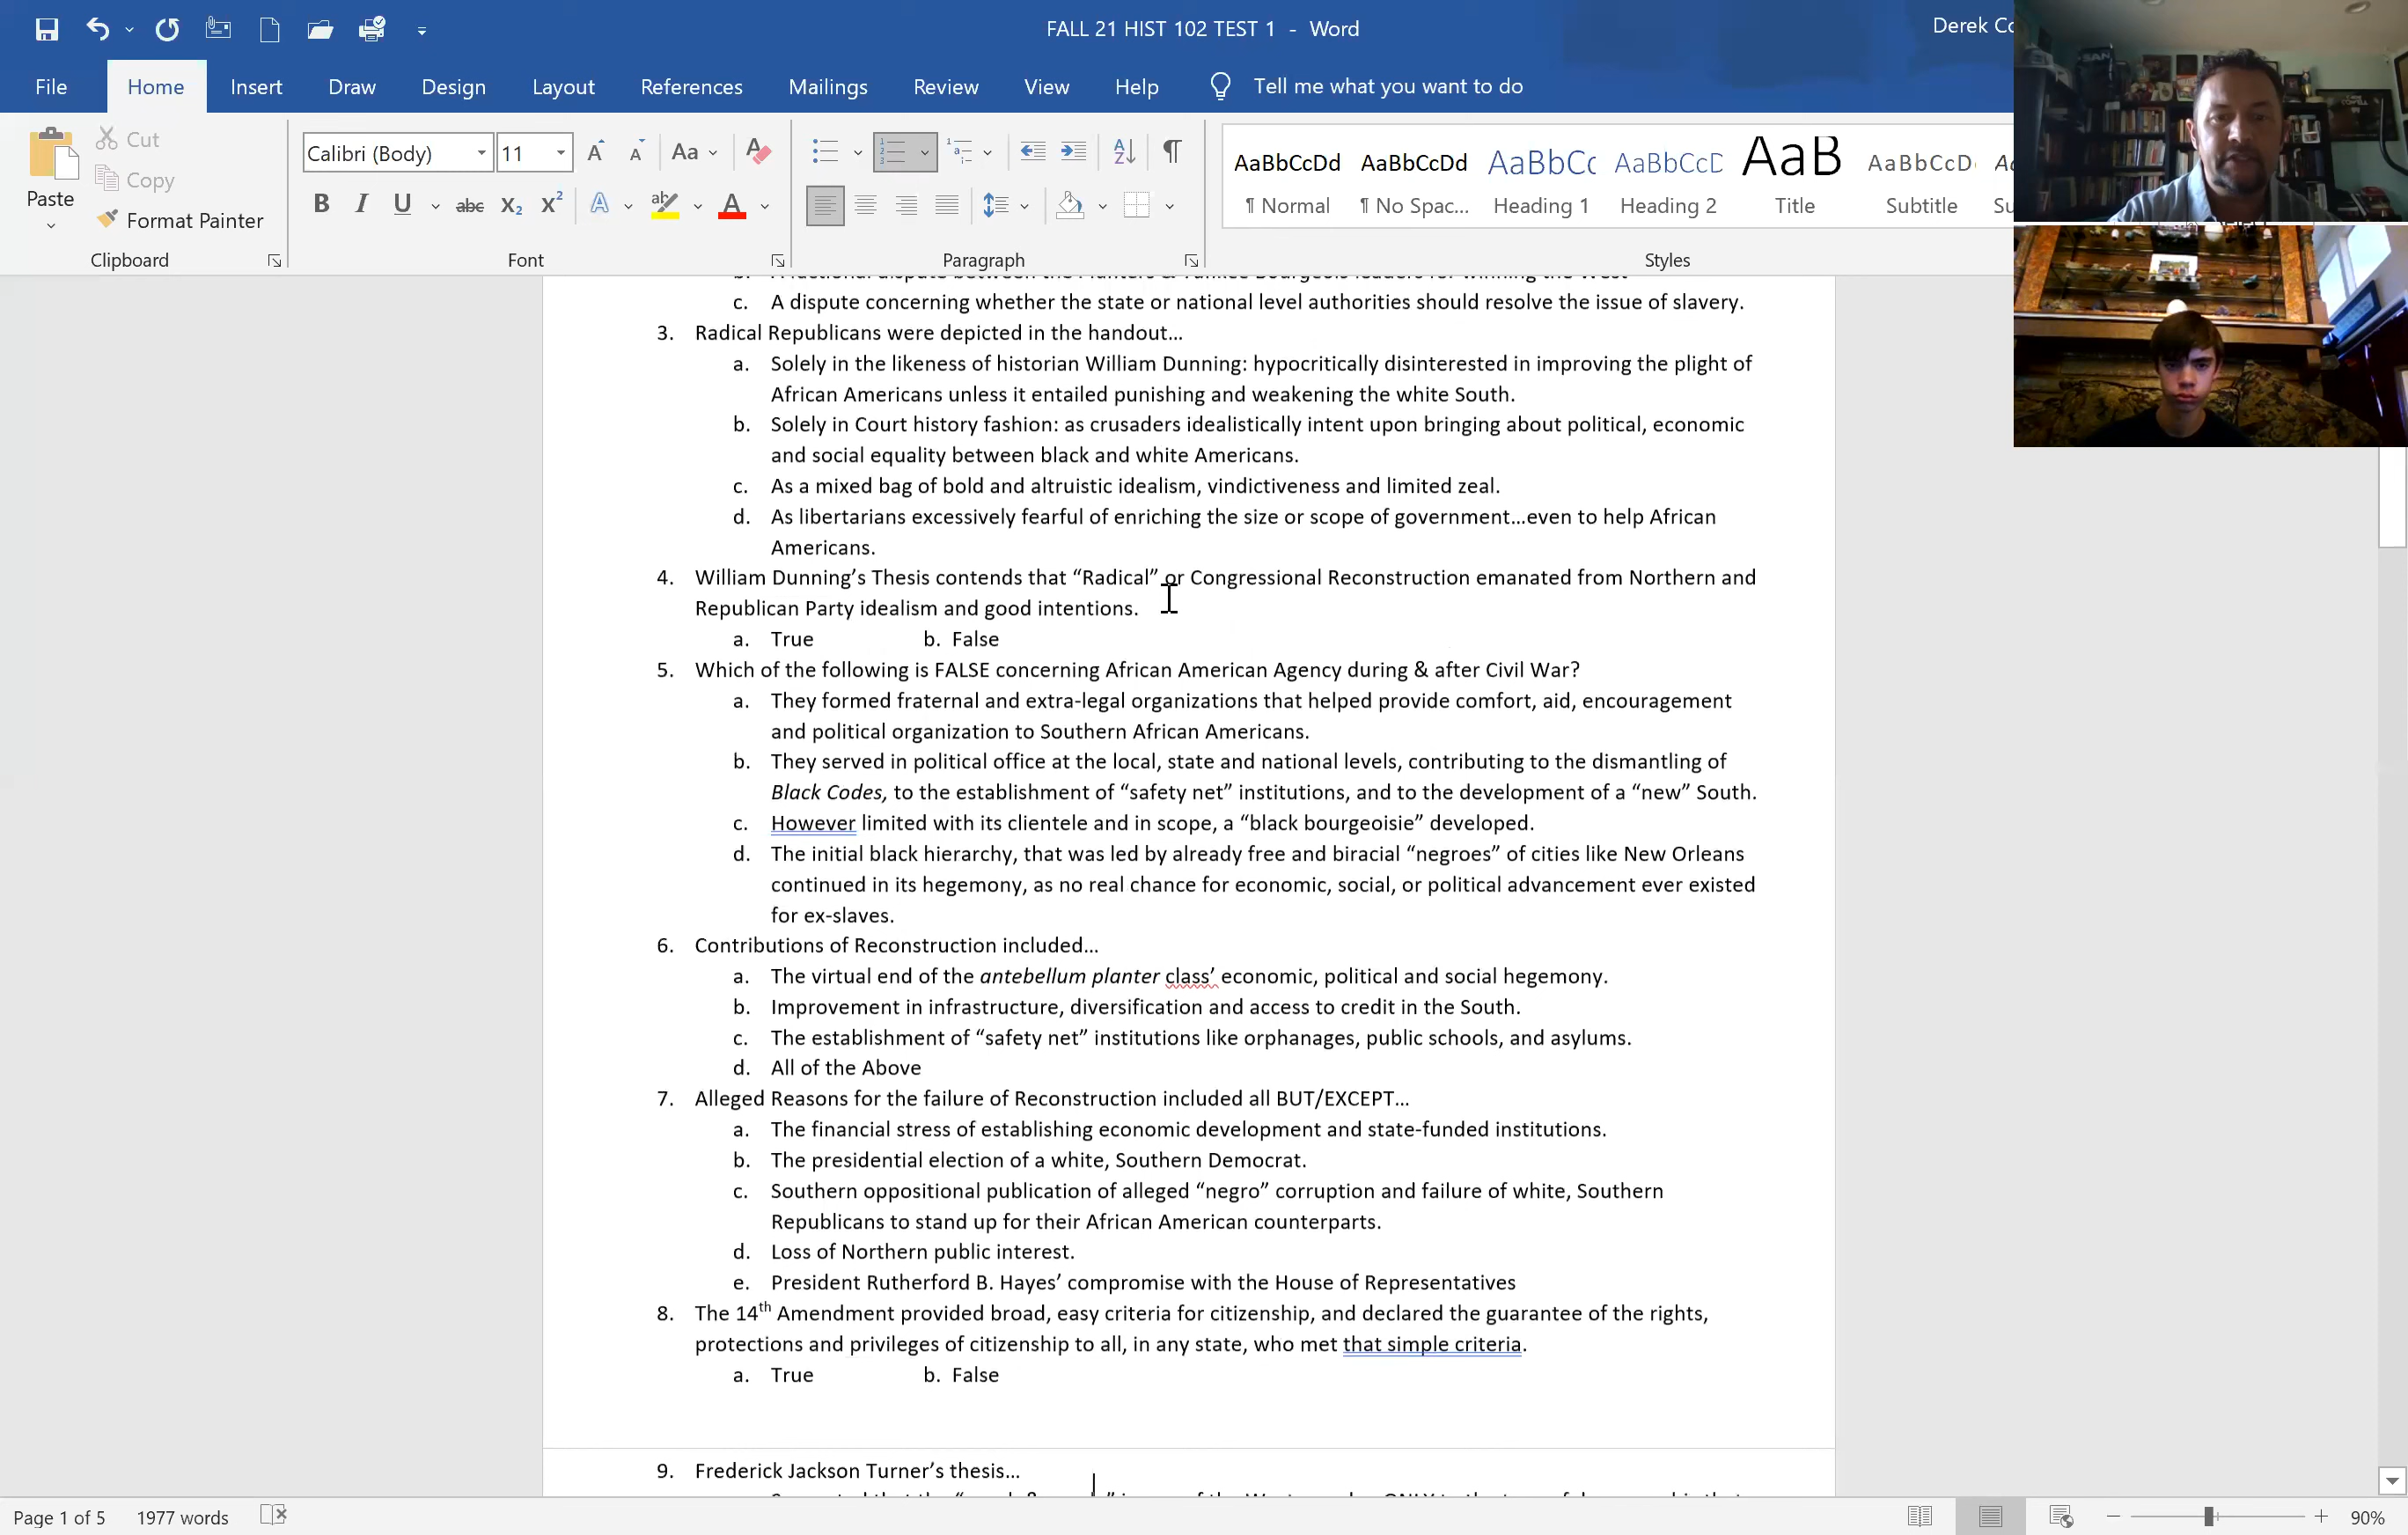 FALL 21 HIST 102 TEST 1 - Word
Derek Co
File Home Insert Draw Design Layout References Mailings Review View Help Tell me what you want to do
Paste
Cut
Copy
Format Painter
Clipboard
Calibri (Body) 11
Font
Paragraph
AaBbCcDd AaBbCcDd AaBbCc AaBbCcD AaB AaBbCcD
¶ Normal ¶ No Spac... Heading 1 Heading 2 Title Subtitle Su
Styles
c. A dispute concerning whether the state or national level authorities should resolve the issue of slavery.
3. Radical Republicans were depicted in the handout…
a. Solely in the likeness of historian William Dunning: hypocritically disinterested in improving the plight of
African Americans unless it entailed punishing and weakening the white South.
b. Solely in Court history fashion: as crusaders idealistically intent upon bringing about political, economic
and social equality between black and white Americans.
c. As a mixed bag of bold and altruistic idealism, vindictiveness and limited zeal.
d. As libertarians excessively fearful of enriching the size or scope of government…even to help African
Americans.
4. William Dunning’s Thesis contends that “Radical” or Congressional Reconstruction emanated from Northern and
Republican Party idealism and good intentions.
a. True b. False
5. Which of the following is FALSE concerning African American Agency during & after Civil War?
a. They formed fraternal and extra-legal organizations that helped provide comfort, aid, encouragement
and political organization to Southern African Americans.
b. They served in political office at the local, state and national levels, contributing to the dismantling of
Black Codes, to the establishment of “safety net” institutions, and to the development of a “new” South.
c. However limited with its clientele and in scope, a “black bourgeoisie” developed.
d. The initial black hierarchy, that was led by already free and biracial “negroes” of cities like New Orleans
continued in its hegemony, as no real chance for economic, social, or political advancement ever existed
for ex-slaves.
6. Contributions of Reconstruction included…
a. The virtual end of the antebellum planter class’ economic, political and social hegemony.
b. Improvement in infrastructure, diversification and access to credit in the South.
c. The establishment of “safety net” institutions like orphanages, public schools, and asylums.
d. All of the Above
7. Alleged Reasons for the failure of Reconstruction included all BUT/EXCEPT…
a. The financial stress of establishing economic development and state-funded institutions.
b. The presidential election of a white, Southern Democrat.
c. Southern oppositional publication of alleged “negro” corruption and failure of white, Southern
Republicans to stand up for their African American counterparts.
d. Loss of Northern public interest.
e. President Rutherford B. Hayes’ compromise with the House of Representatives
8. The 14th Amendment provided broad, easy criteria for citizenship, and declared the guarantee of the rights,
protections and privileges of citizenship to all, in any state, who met that simple criteria.
a. True b. False
9. Frederick Jackson Turner’s thesis…
Page 1 of 5 1977 words 90%